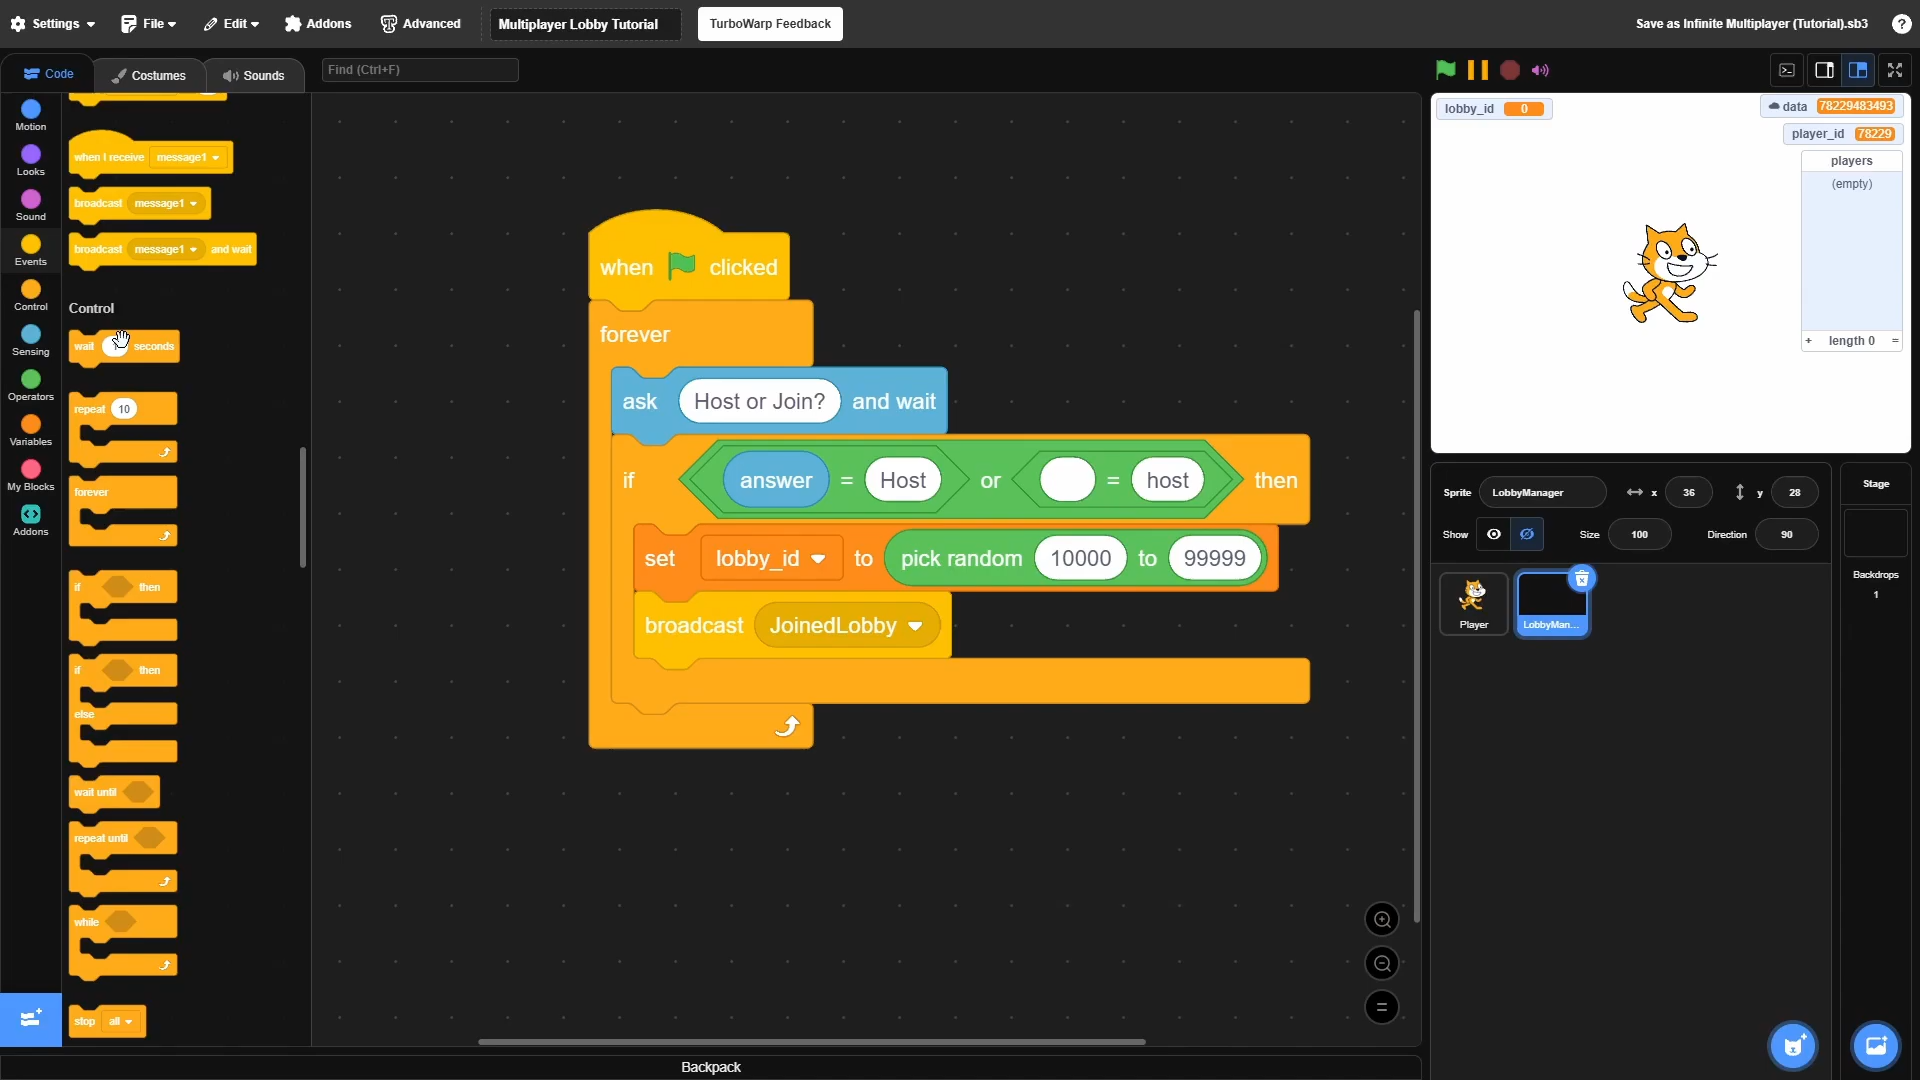 Settings File Edit Addons Advanced Multiplayer Lobby Tutorial TurboWarp Feedback Save as Infinite Multiplayer (Tutorial).sb3 ?
Code Costumes Sounds Find (Ctrl+F)
Motion
Looks
Sound
Events
Control
Sensing
Operators
Variables
My Blocks
Addons
when I receive message1
broadcast message1
broadcast message1 and wait
Control
wait seconds
repeat 10
forever
if then
if then
else
wait until
repeat until
while
stop all
when clicked
forever
ask Host or Join? and wait
if answer = Host or = host then
set lobby_id to pick random 10000 to 99999
broadcast JoinedLobby
Backpack
lobby_id 0
data 78229483493
player_id 78229
players
(empty)
+ length 0 =
Sprite LobbyManager x 36 y 28
Show Size 100 Direction 90
Player
LobbyMan...
Stage
Backdrops
1